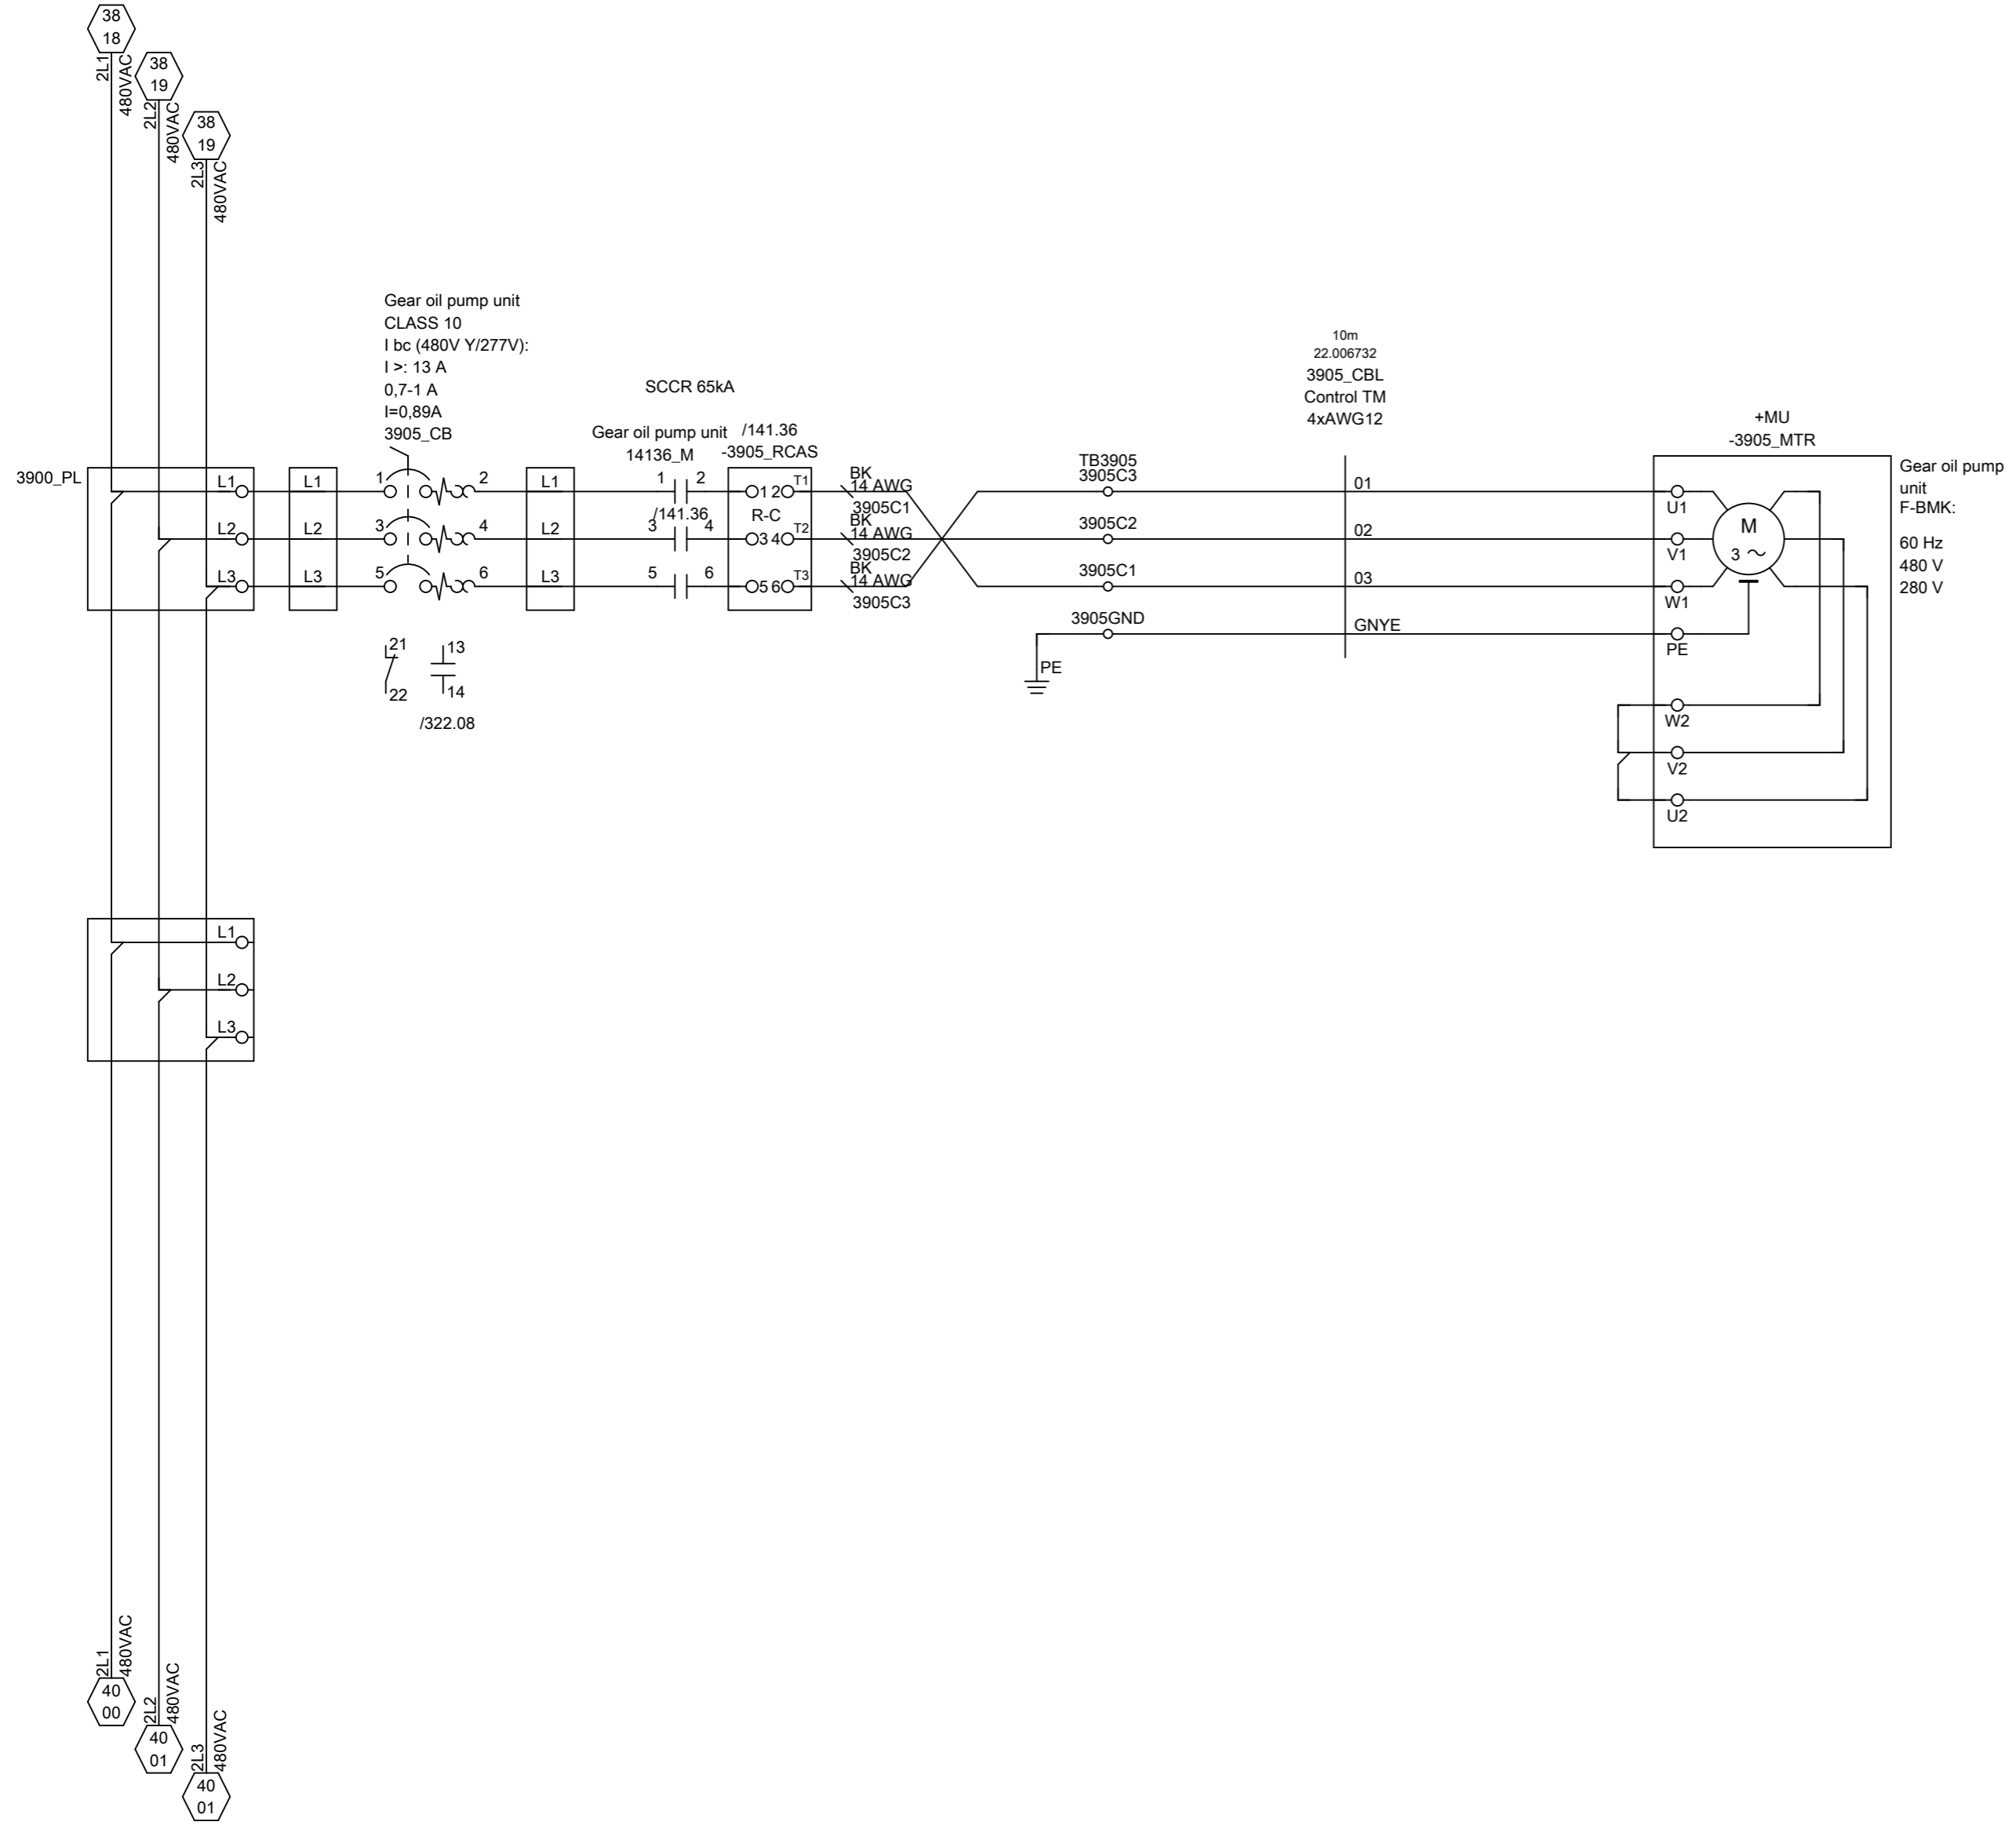 38
18
2L1
480VAC
38
19
2L2
480VAC
38
19
2L3
480VAC
Gear oil pump unit
CLASS 10
I bc (480V Y/277V):
I >: 13 A
0,7-1 A
I=0,89A
3905_CB
SCCR 65kA
Gear oil pump unit
14136_M
/141.36
-3905_RCAS
10m
22.006732
3905_CBL
Control TM
4xAWG12
+MU
-3905_MTR
Gear oil pump
unit
F-BMK:
60 Hz
480 V
280 V
3900_PL
L1
L1
1
2
L1
1
2
1 2
T1
BK
14 AWG
3905C1
TB3905
3905C3
01
U1
L2
L2
3
4
L2
/141.36
3
4
R-C
3 4
T2
BK
14 AWG
3905C2
3905C2
02
V1
M
3 ~
L3
L3
5
6
L3
5
6
5 6
T3
BK
14 AWG
3905C3
3905C1
03
W1
3905GND
GNYE
PE
PE
21
22
13
14
/322.08
W2
V2
U2
L1
L2
L3
2L1
480VAC
40
00
2L2
480VAC
40
01
2L3
480VAC
40
01